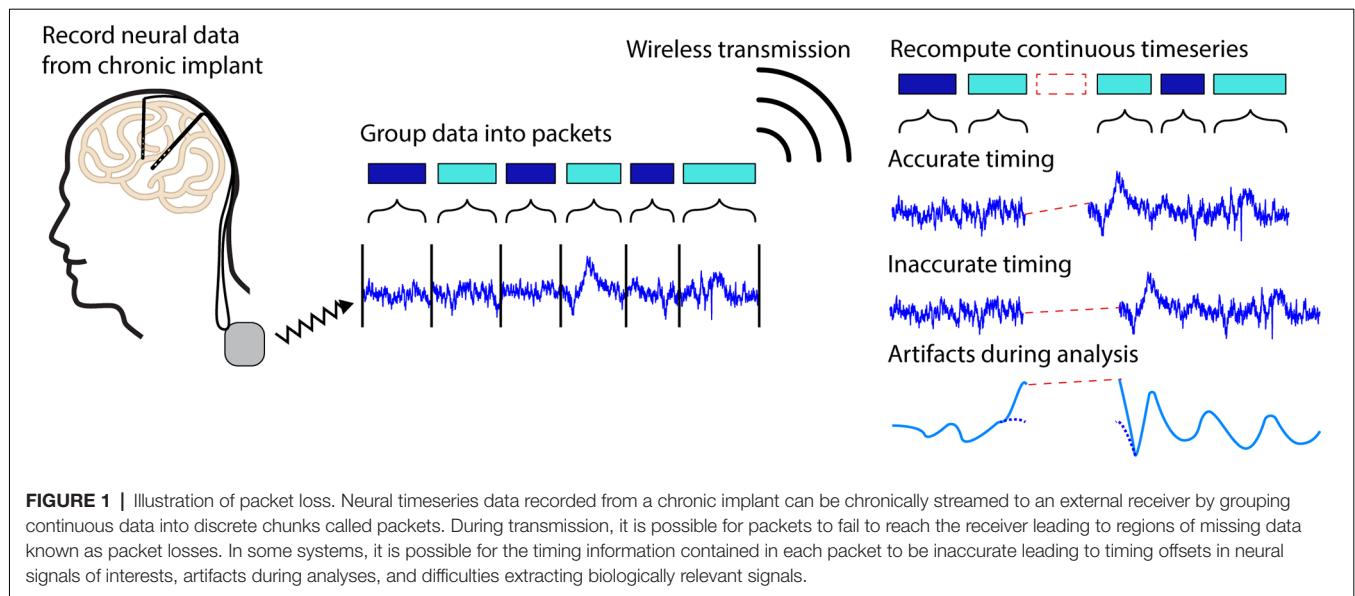 Record neural data
from chronic implant
Group data into packets
Wireless transmission
Recompute continuous timeseries
Accurate timing
Inaccurate timing
Artifacts during analysis
FIGURE 1 | Illustration of packet loss. Neural timeseries data recorded from a chronic implant can be chronically streamed to an external receiver by grouping
continuous data into discrete chunks called packets. During transmission, it is possible for packets to fail to reach the receiver leading to regions of missing data
known as packet losses. In some systems, it is possible for the timing information contained in each packet to be inaccurate leading to timing offsets in neural
signals of interests, artifacts during analyses, and difficulties extracting biologically relevant signals.